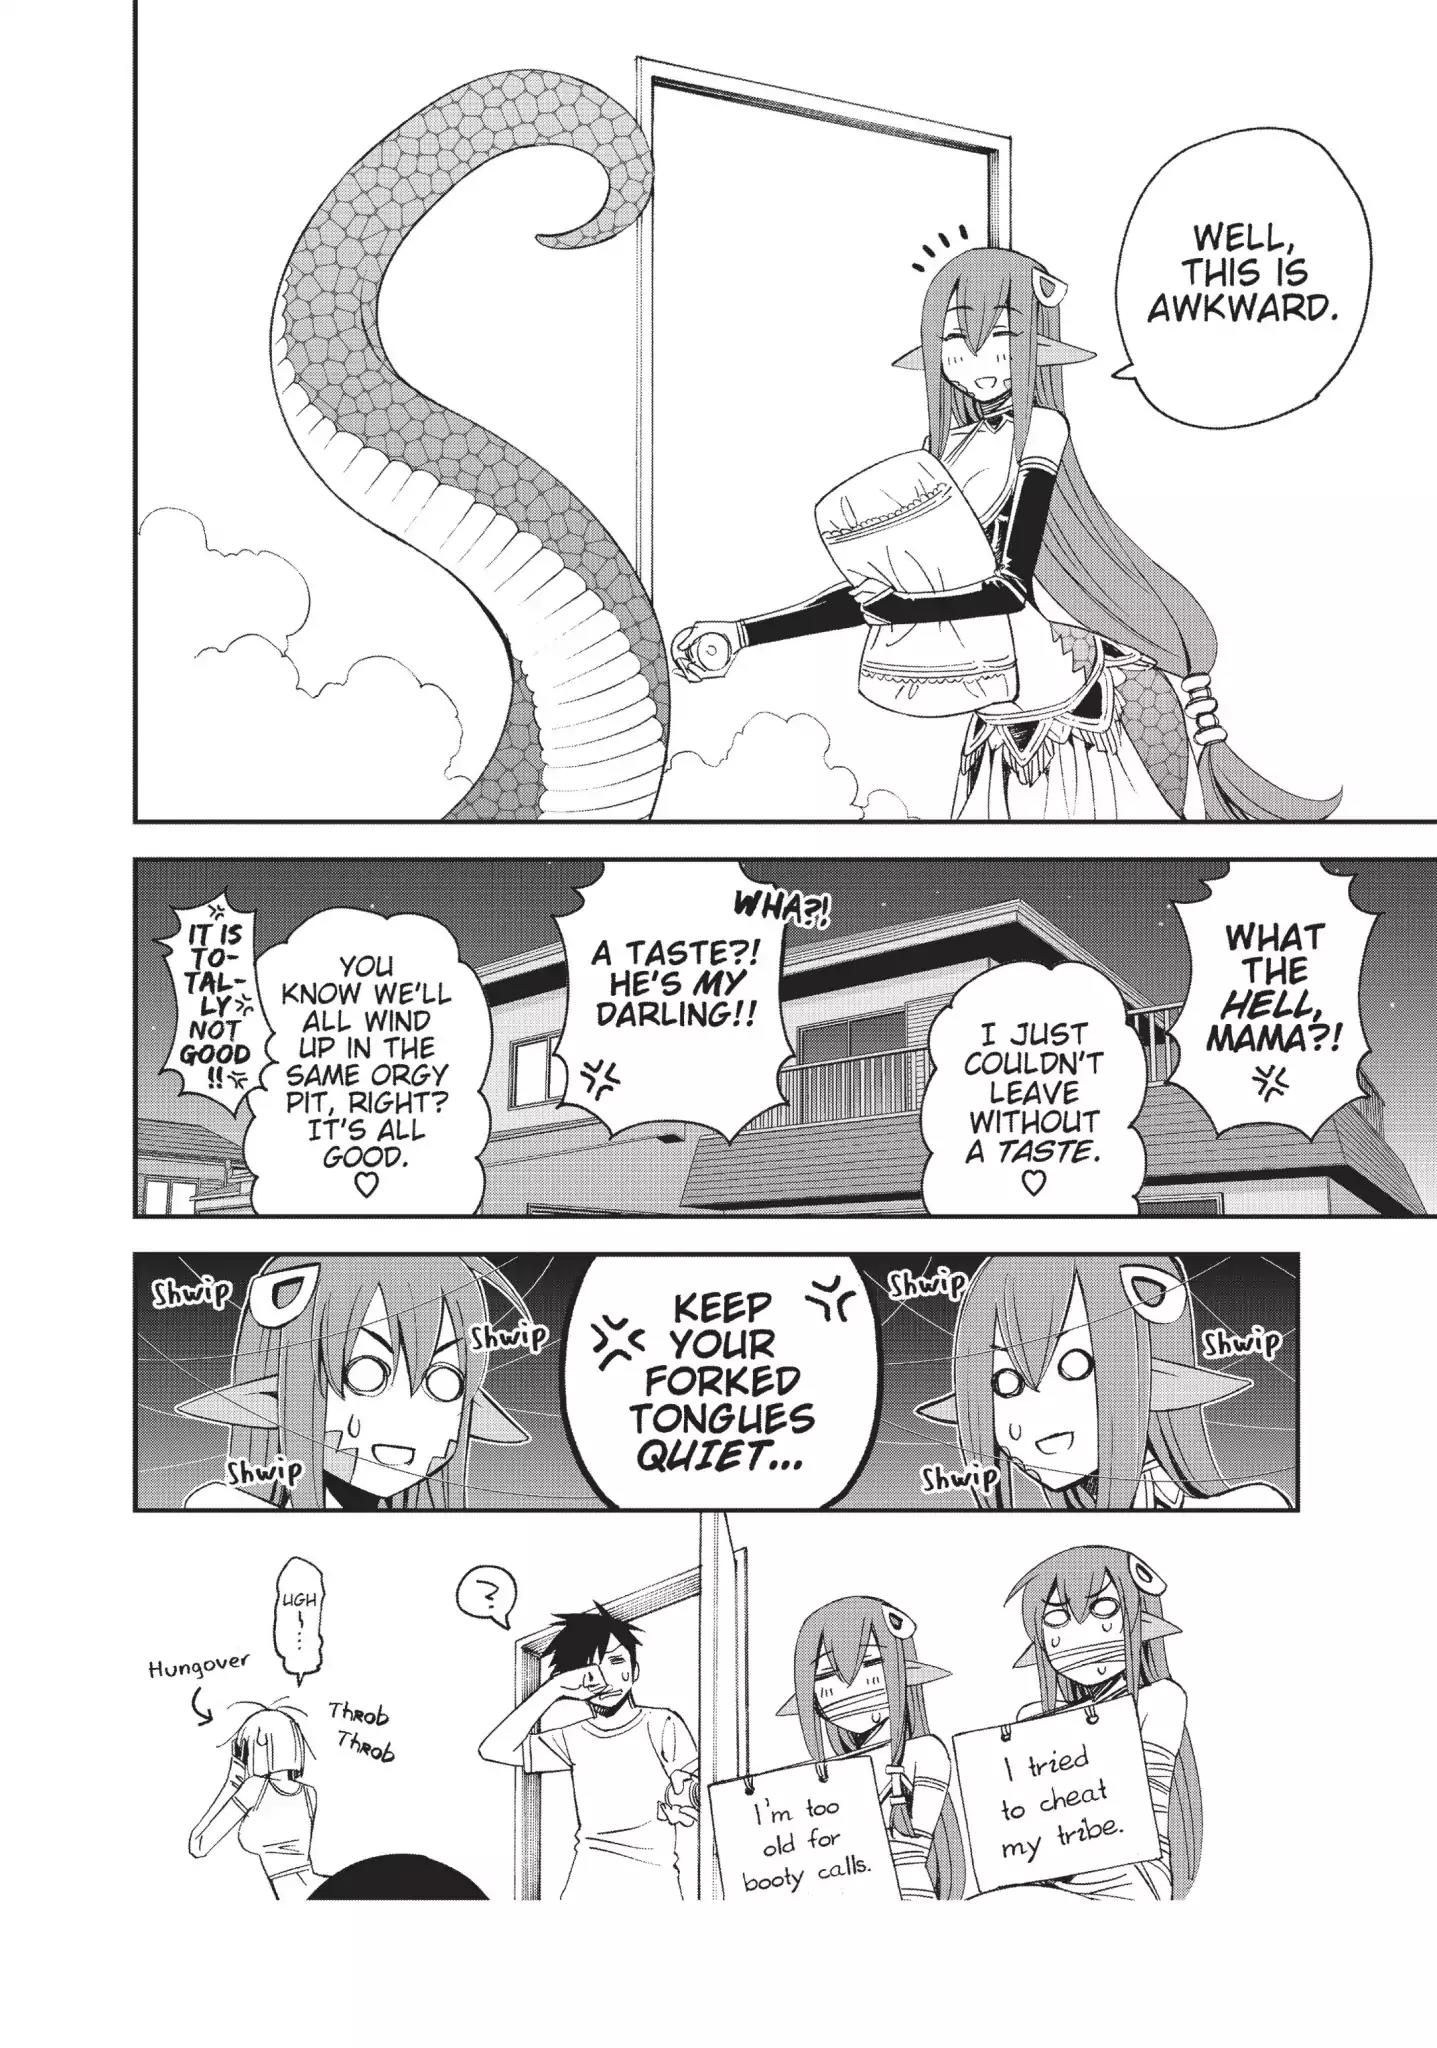 WELL,
THIS IS
AWKWARD.
WHAT
THE
HELL,
MAMA?!
I JUST
COULDN'T
LEAVE
WITHOUT
A TASTE.
♡
WHA?!
A TASTE?!
HE'S MY
DARLING!!
YOU
KNOW WE'LL
ALL WIND
UP IN THE
SAME ORGY
PIT, RIGHT?
IT'S ALL
GOOD.
♡
IT IS
TO-
TAL-
LY
NOT
GOOD
!!
Shwip
Shwip
Shwip
KEEP
YOUR
FORKED
TONGUES
QUIET...
Shwip
Shwip
Shwip
I tried
to cheat
my tribe.
I'm too
old for
booty calls.
?
UGH
~...
Hungover
Throb
Throb